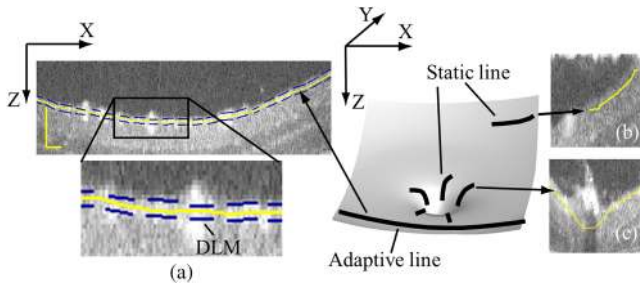 X
Z
Y
X
Z
Static line
(b)
DLM
(c)
Adaptive line
(a)